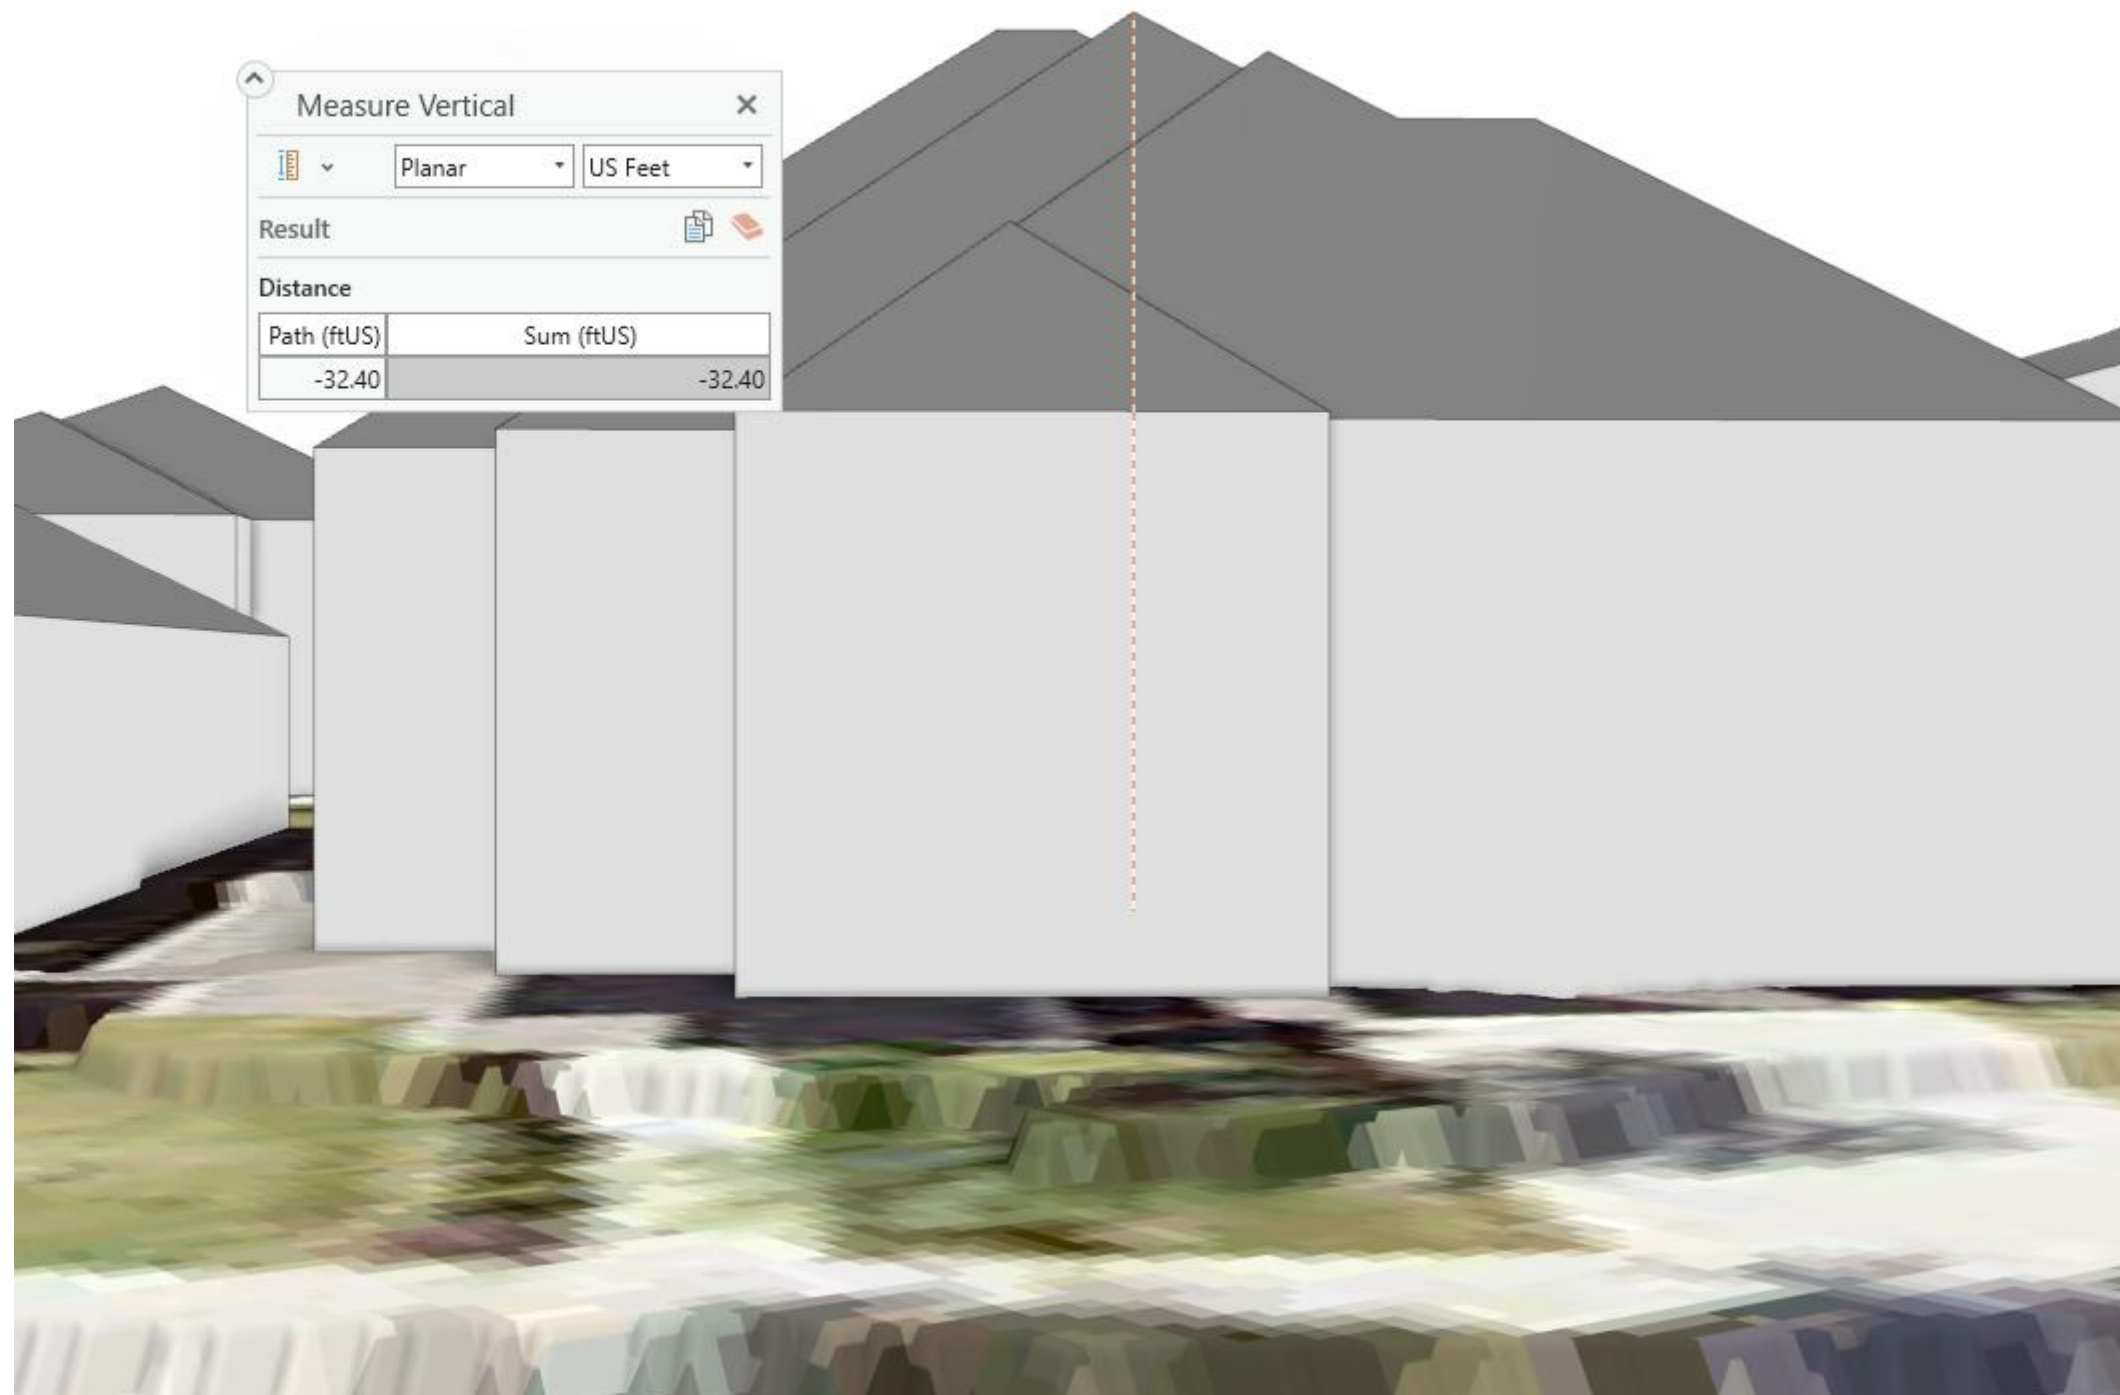 Measure Vertical
Planar US Feet
Result
Distance
Path (ftUS) Sum (ftUS)
-32.40 -32.40